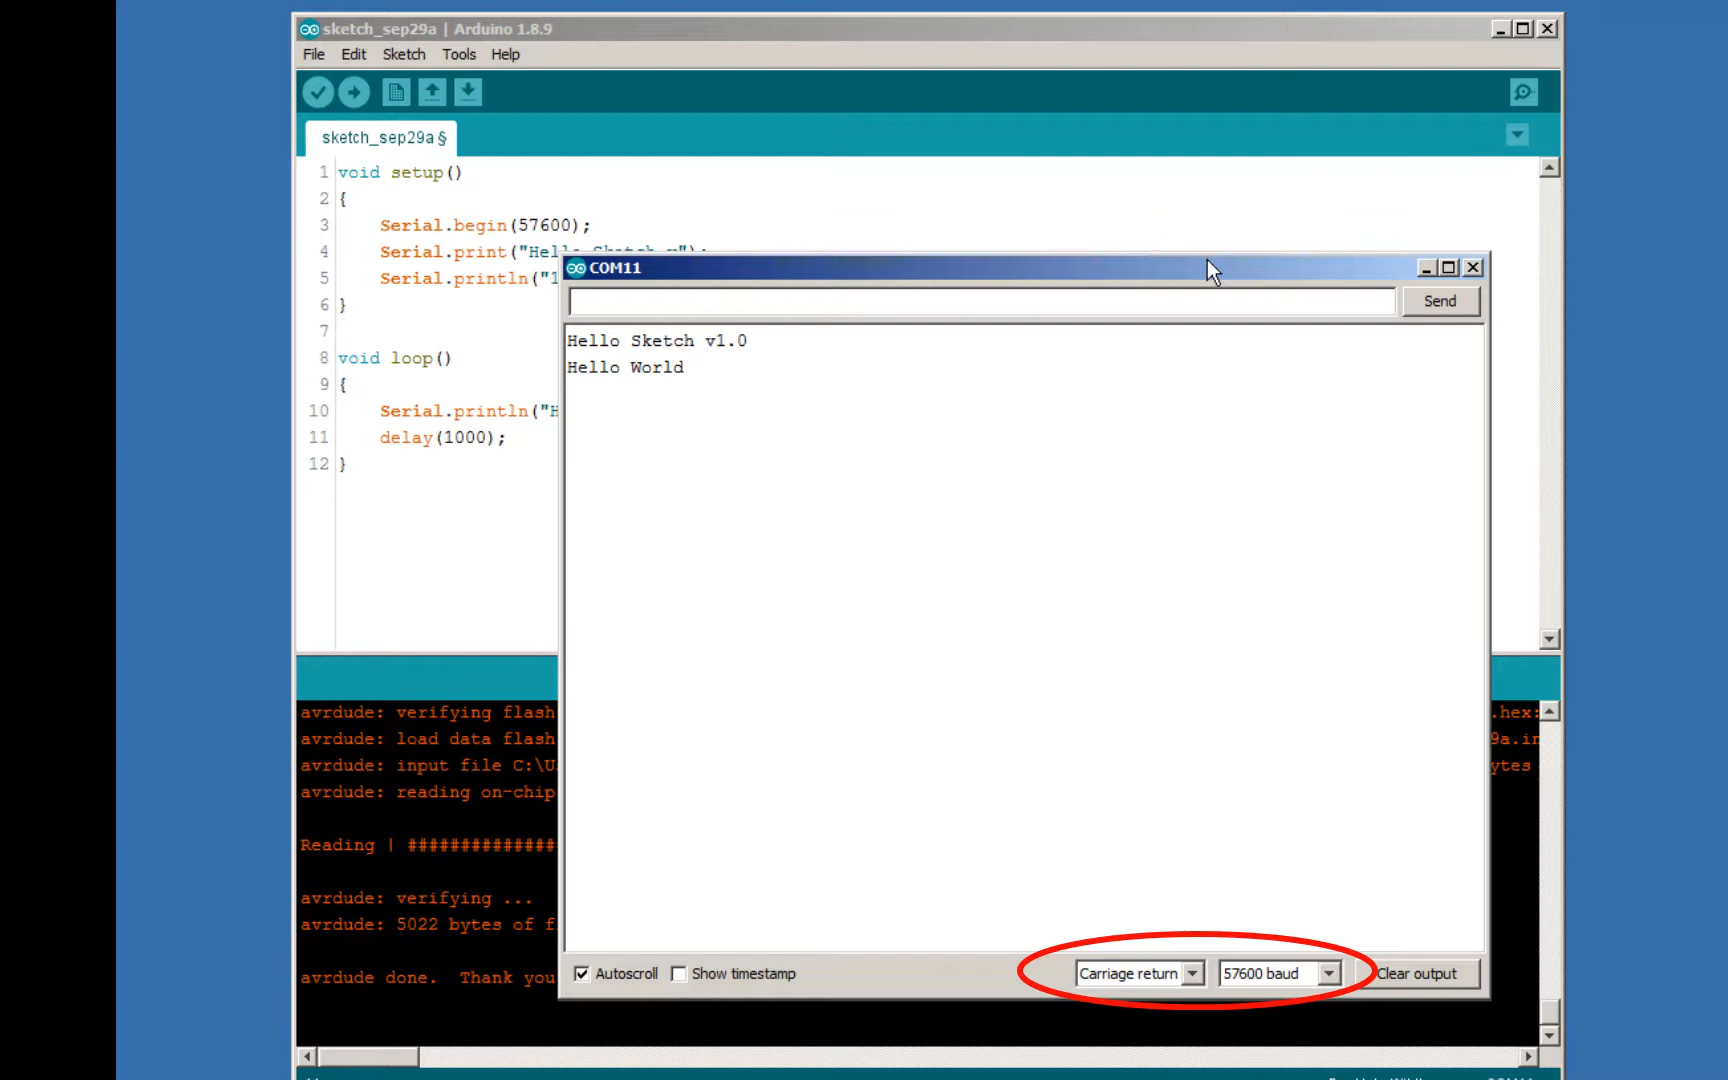 sketch_sep29a | Arduino 1.8.9
File Edit Sketch Tools Help
sketch_sep29a §
1 void setup()
2 {
3 Serial.begin(57600);
4 Serial.print("Hello Sketch v");
5 Serial.println("1
6 }
7
8 void loop()
9 {
10 Serial.println("H
11 delay(1000);
12 }
COM11
Send
Hello Sketch v1.0
Hello World
Autoscroll Show timestamp Carriage return 57600 baud Clear output
avrdude: verifying flash .hex:
avrdude: load data flash 9a.in
avrdude: input file C:\U ytes
avrdude: reading on-chip
Reading | ##############
avrdude: verifying ...
avrdude: 5022 bytes of f
avrdude done. Thank you